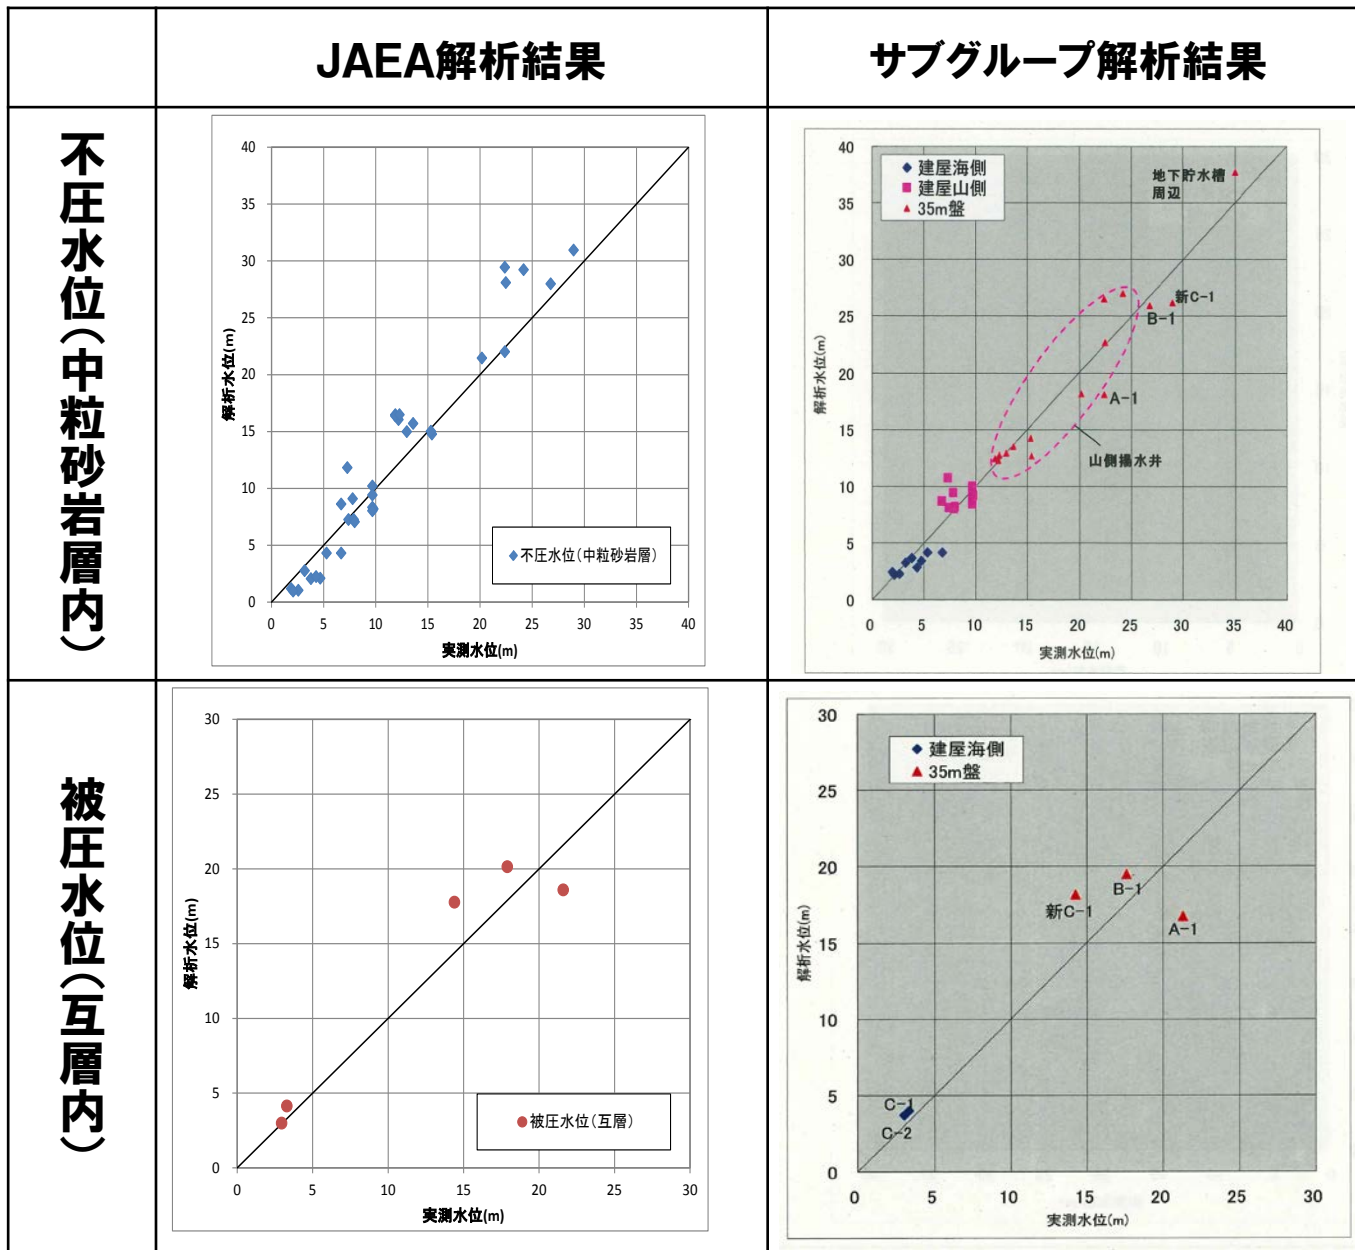 JAEA解析結果
サブグループ解析結果
不圧水位(中粒砂岩層内)
40
35
30
25
20
15
10
5
0
解析水位(m)
不圧水位(中粒砂岩層)
0 5 10 15 20 25 30 35 40
実測水位(m)
40
35
30
25
20
15
10
5
0
解析水位(m)
建屋海側
建屋山側
35m盤
地下貯水槽
周辺
新C-1
B-1
A-1
山側揚水井
0 5 10 15 20 25 30 35 40
実測水位(m)
被圧水位(互層内)
30
25
20
15
10
5
0
解析水位(m)
被圧水位(互層)
0 5 10 15 20 25 30
実測水位(m)
30
25
20
15
10
5
0
解析水位(m)
建屋海側
35m盤
B-1
新C-1
A-1
C-1
C-2
0 5 10 15 20 25 30
実測水位(m)